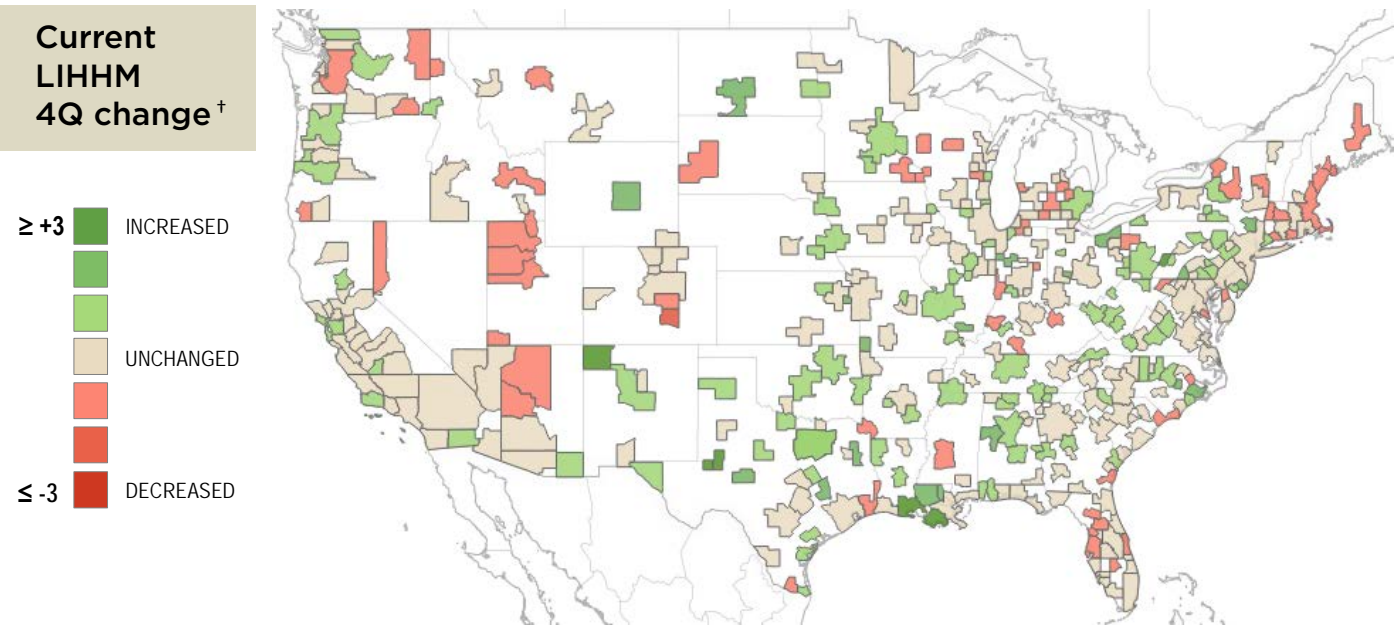 Current
LIHHM
4Q change†
≥ +3 INCREASED
UNCHANGED
≤ -3 DECREASED